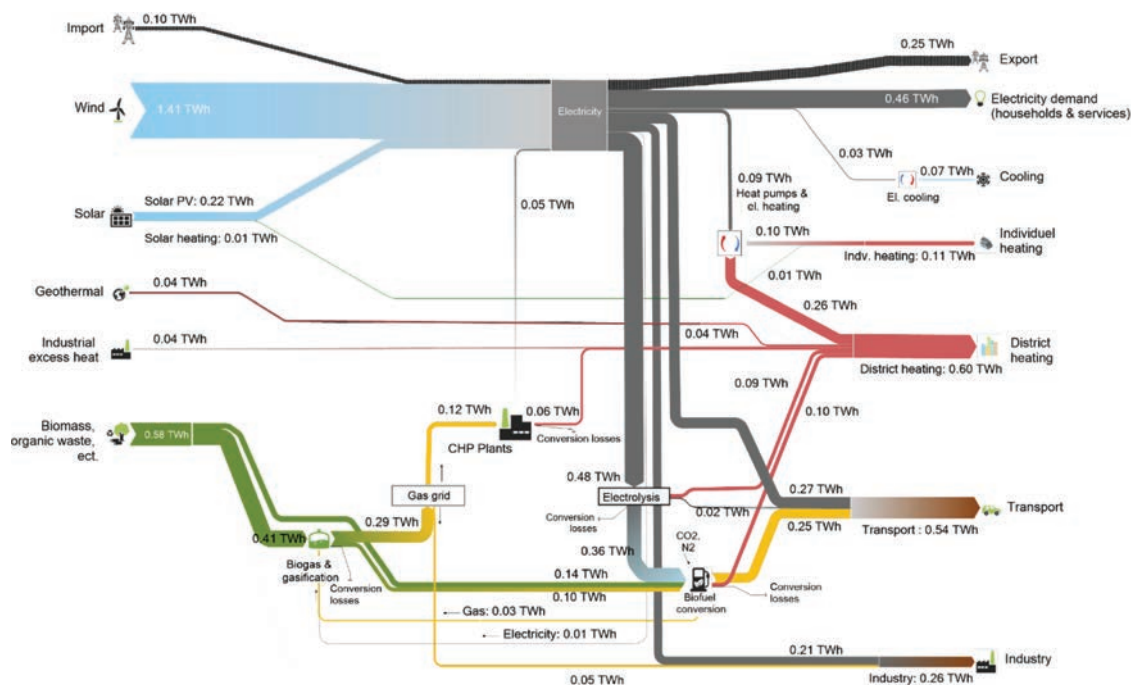 0.10 TWh
Import
0.25 TWh
Export
Wind
1.41 TWh
Electricity
0.46 TWh
Electricity demand
(households & services)
0.03 TWh
0.07 TWh
Cooling
El. cooling
0.09 TWh
Heat pumps &
el. heating
Solar PV: 0.22 TWh
Solar
Solar heating: 0.01 TWh
0.05 TWh
0.10 TWh
Individuel
heating
Indv. heating: 0.11 TWh
0.01 TWh
0.04 TWh
Geothermal
0.26 TWh
Industrial
excess heat
0.04 TWh
0.04 TWh
District
heating
District heating: 0.60 TWh
0.09 TWh
0.10 TWh
Biomass,
organic waste,
ect.
0.58 TWh
0.12 TWh
0.06 TWh
CHP Plants
Conversion losses
0.48 TWh
Gas grid
Electrolysis
0.27 TWh
0.02 TWh
Transport
0.25 TWh
Transport : 0.54 TWh
Conversion
losses
0.29 TWh
0.41 TWh
Biogas &
gasification
Conversion
losses
0.36 TWh
CO2,
N2
0.14 TWh
0.10 TWh
Biofuel
conversion
Conversion
losses
Gas: 0.03 TWh
Electricity: 0.01 TWh
0.21 TWh
Industry
0.05 TWh
Industry: 0.26 TWh